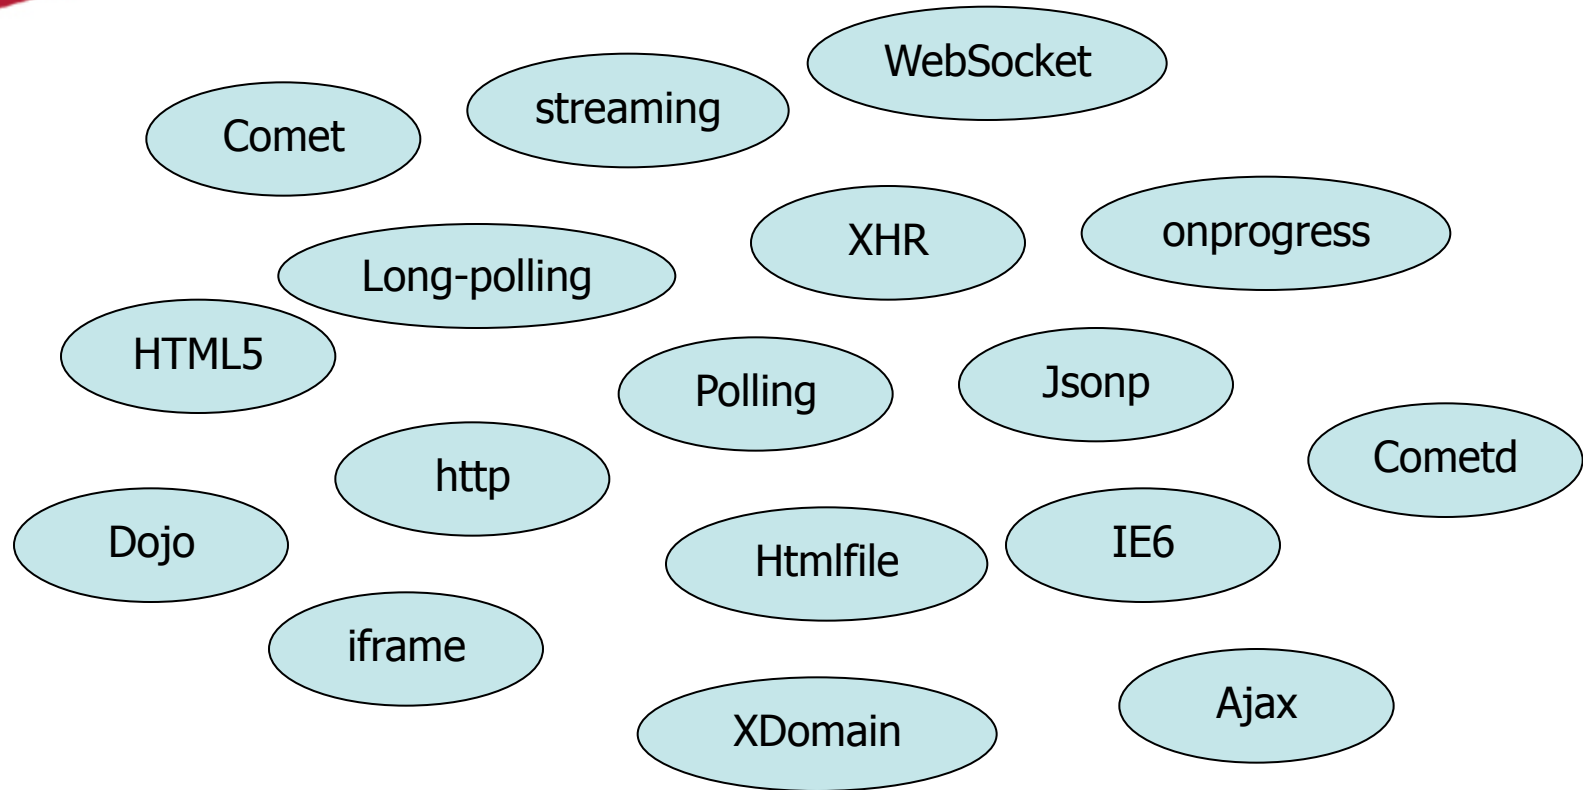 WebSocket
streaming
Comet
XHR
onprogress
Long-polling
HTML5
Polling
Jsonp
http
Cometd
Dojo
Htmlfile
IE6
iframe
XDomain
Ajax